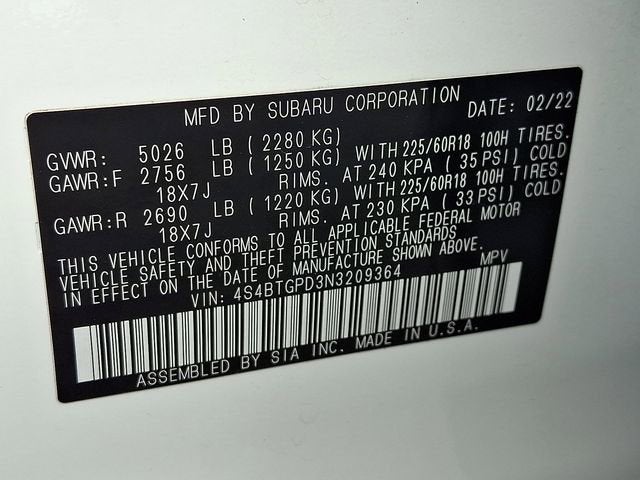 MFD BY SUBARU CORPORATION DATE: 02/22
GVWR: 5026 LB ( 2280 KG)
GAWR:F 2756 LB ( 1250 KG) WITH 225/60R18 100H TIRES.
18X7J RIMS. AT 240 KPA ( 35 PSI) COLD
GAWR:R 2690 LB ( 1220 KG) WITH 225/60R18 100H TIRES.
18X7J RIMS. AT 230 KPA ( 33 PSI) COLD
THIS VEHICLE CONFORMS TO ALL APPLICABLE FEDERAL MOTOR
VEHICLE SAFETY AND THEFT PREVENTION STANDARDS
IN EFFECT ON THE DATE OF MANUFACTURE SHOWN ABOVE.
VIN: 4S4BTGPD3N3209364 MPV
ASSEMBLED BY SIA INC. MADE IN U.S.A.